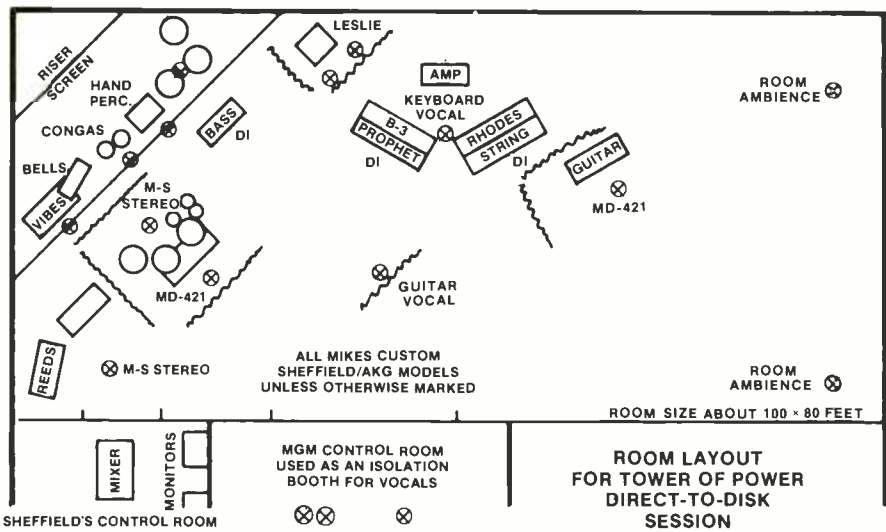 LESLIE
RISER
SCREEN
HAND
PERC.
AMP
KEYBOARD
VOCAL
ROOM
AMBIENCE
CONGAS
BASS
DI
B-3
PROPHET
DI
RHODES
STRING
DI
GUITAR
MD-421
BELLS
VIBES
M-S
STEREO
MD-421
GUITAR
VOCAL
REEDS
M-S STEREO
ALL MIKES CUSTOM
SHEFFIELD/AKG MODELS
UNLESS OTHERWISE MARKED
ROOM
AMBIENCE
ROOM SIZE ABOUT 100 × 80 FEET
MIXER
MONITORS
SHEFFIELD'S CONTROL ROOM
MGM CONTROL ROOM
USED AS AN ISOLATION
BOOTH FOR VOCALS
ROOM LAYOUT
FOR TOWER OF POWER
DIRECT-TO-DISK
SESSION